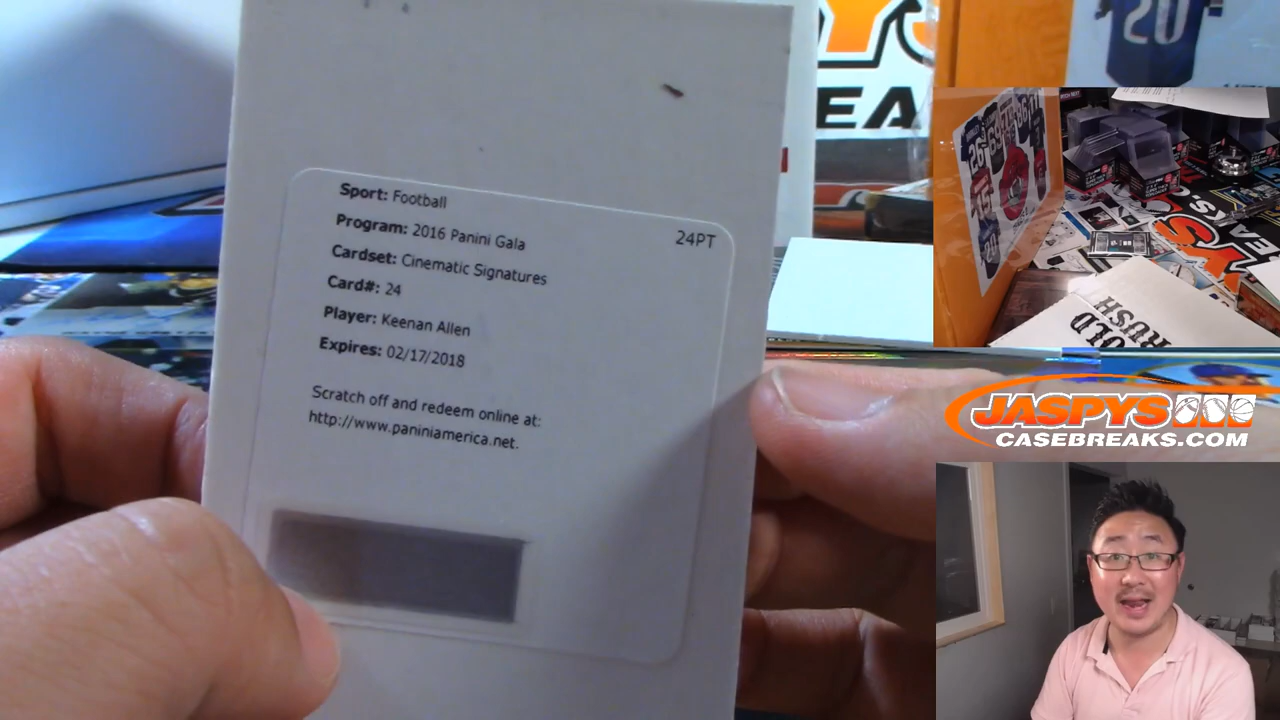 Sport: Football
Program: 2016 Panini Gala
24PT
Cardset: Cinematic Signatures
Card#: 24
Player: Keenan Allen
Expires: 02/17/2018
Scratch off and redeem online at:
http://www.paniniamerica.net.
20
JASPYS
CASEBREAKS.COM